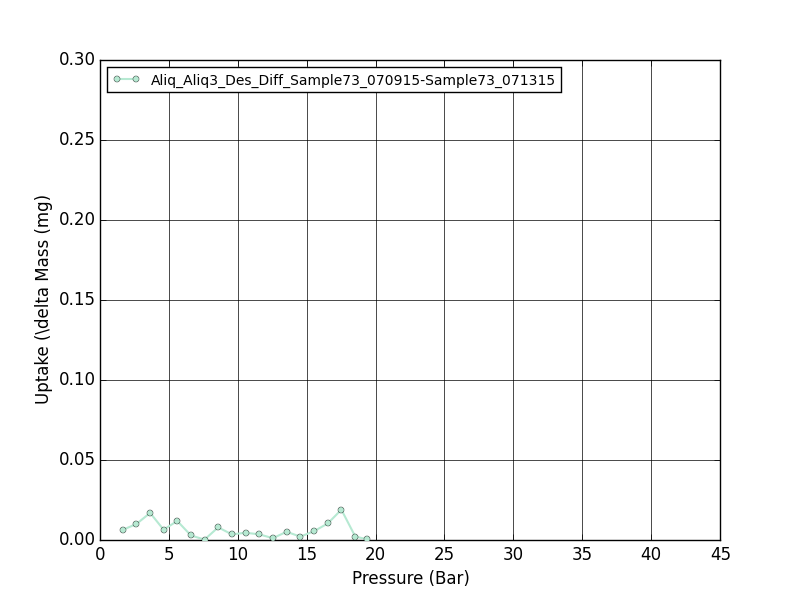 0.30
Aliq_Aliq3_Des_Diff_Sample73_070915-Sample73_071315
0.25
0.20
0.15
0.10
0.05
0.00
Uptake (\delta Mass (mg)
0 5 10 15 20 25 30 35 40 45
Pressure (Bar)